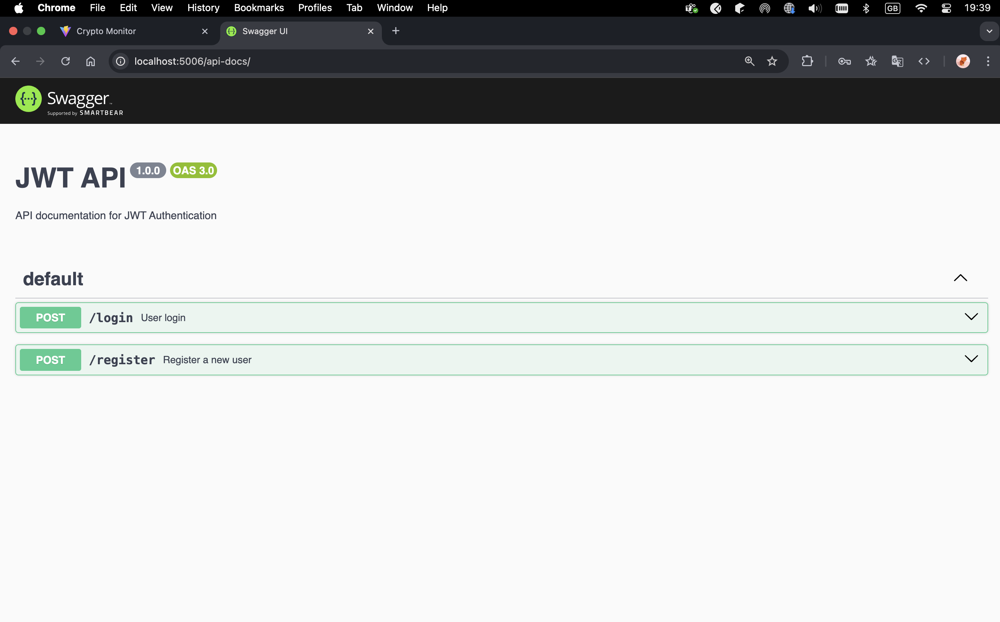 Chrome File Edit View History Bookmarks Profiles Tab Window Help GB 19:39
Crypto Monitor Swagger UI
localhost:5006/api-docs/
Swagger™
Supported by SMARTBEAR
JWT API 1.0.0 OAS 3.0
API documentation for JWT Authentication
default
POST /login User login
POST /register Register a new user